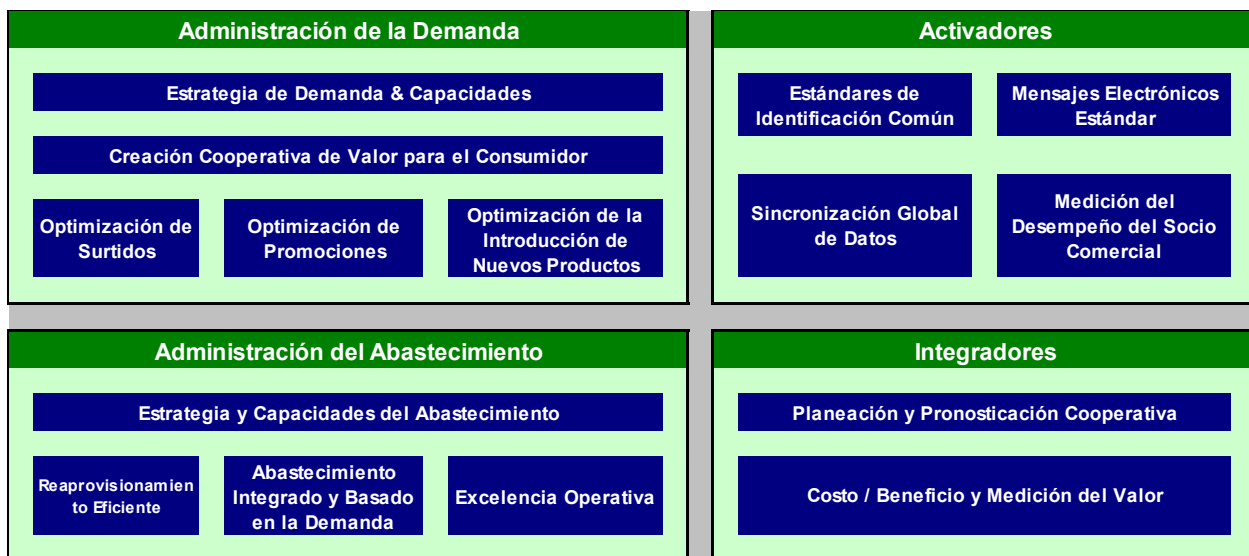 Administración de la Demanda
Estrategia de Demanda & Capacidades
Creación Cooperativa de Valor para el Consumidor
Optimización de
Surtidos
Optimización de
Promociones
Optimización de la
Introducción de
Nuevos Productos
Activadores
Estándares de
Identificación Común
Mensajes Electrónicos
Estándar
Sincronización Global
de Datos
Medición del
Desempeño del Socio
Comercial
Administración del Abastecimiento
Estrategia y Capacidades del Abastecimiento
Reaprovisionamien
to Eficiente
Abastecimiento
Integrado y Basado
en la Demanda
Excelencia Operativa
Integradores
Planeación y Pronosticación Cooperativa
Costo / Beneficio y Medición del Valor